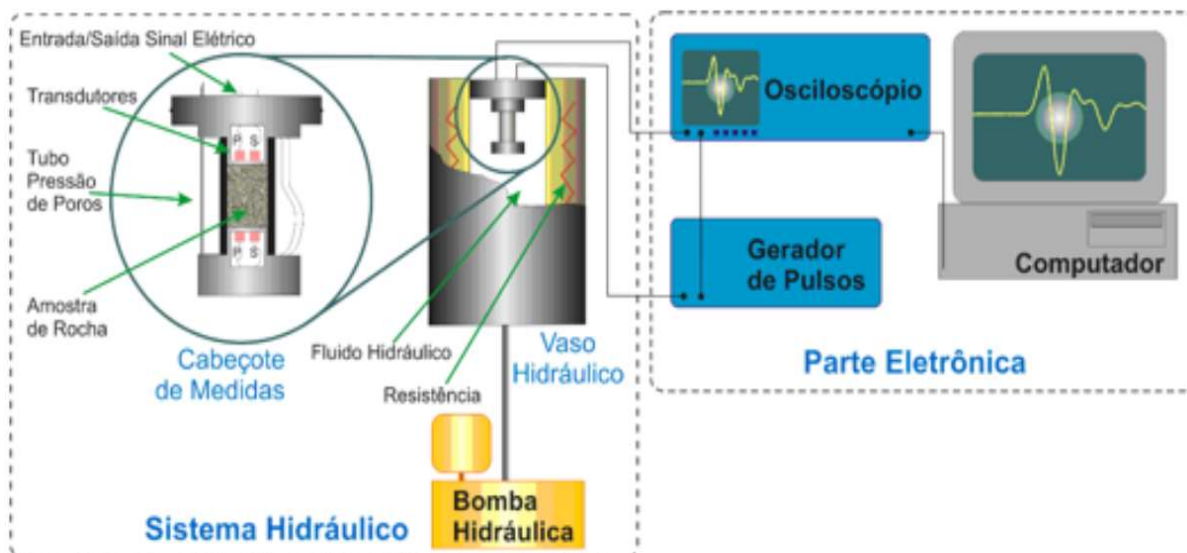 Entrada/Saída Sinal Elétrico
Transdutores
Tubo
Pressão
de Poros
P S
P S
Amostra
de Rocha
Cabeçote
de Medidas
Fluido Hidráulico
Resistência
Vaso
Hidráulico
Bomba
Hidráulica
Sistema Hidráulico
Osciloscópio
Gerador
de Pulsos
Computador
Parte Eletrônica